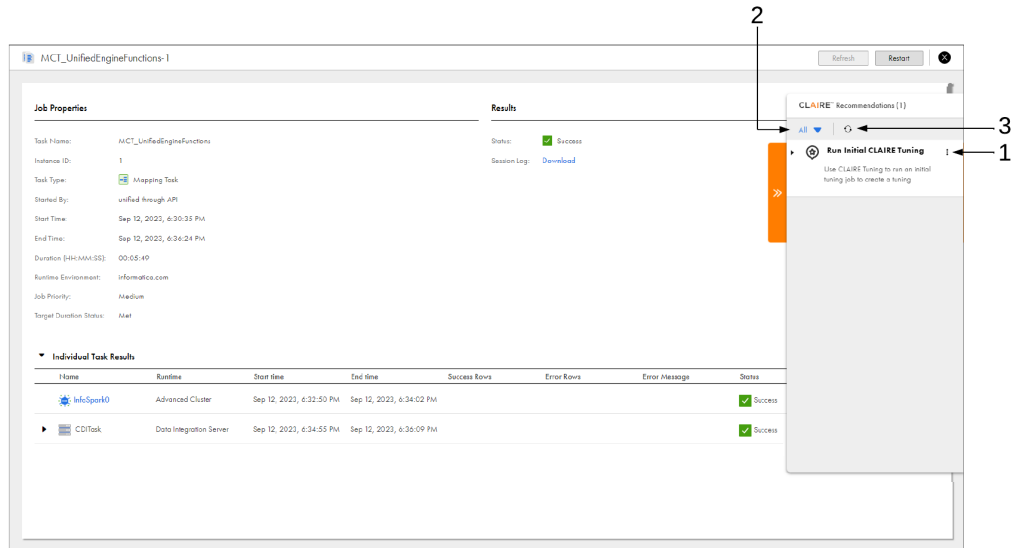 2
MCT_UnifiedEngineFunctions-1
Refresh
Restart
Job Properties
Results
CLAIRE™ Recommendations (1)
Task Name: MCT_UnifiedEngineFunctions
Status: Success
All
3
Instance ID: 1
Session Log: Download
Run Initial CLAIRE Tuning
1
Use CLAIRE Tuning to run an initial
tuning job to create a tuning
Task Type: Mapping Task
Started By: unified through API
Start Time: Sep 12, 2023, 6:30:35 PM
End Time: Sep 12, 2023, 6:36:24 PM
Duration (HH:MM:SS): 00:05:49
Runtime Environment: informatica.com
Job Priority: Medium
Target Duration Status: Met
Individual Task Results
Name Runtime Start time End time Success Rows Error Rows Error Message Status
InfoSpark0 Advanced Cluster Sep 12, 2023, 6:32:50 PM Sep 12, 2023, 6:34:02 PM Success
CDITask Data Integration Server Sep 12, 2023, 6:34:55 PM Sep 12, 2023, 6:36:09 PM Success